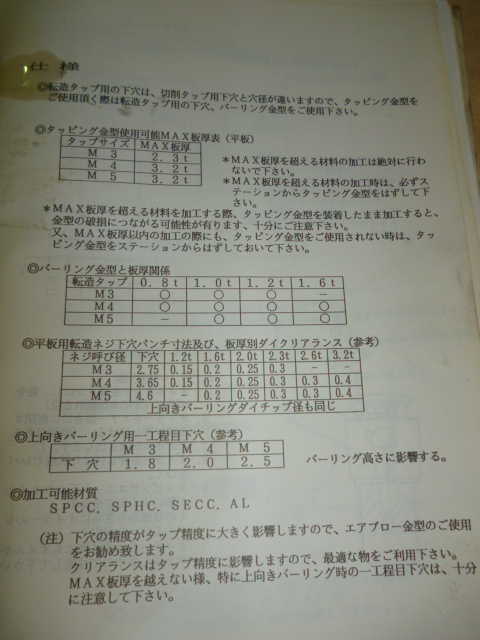 仕様
◎転造タップ用の下穴は、切削タップ用下穴と穴径が違いますので、タッピング金型を
ご使用頂く際は転造タップ用の下穴、バーリング金型をご使用下さい。
◎タッピング金型使用可能MAX板厚表(平板)
タップサイズ MAX板厚
M3 2.3t
M4 3.2t
M5 3.2t
*MAX板厚を超える材料の加工は絶対に行わ
ないで下さい。
*MAX板厚を超える材料の加工時は、必ずス
テーションからタッピング金型をはずして下
さい。
*MAX板厚を超える材料を加工する際、タッピング金型を装着したまま加工すると、
金型の破損につながる可能性が有ります、十分にご注意下さい。
又、MAX板厚以内の加工の際にも、タッピング金型をご使用されない時は、タッ
ピング金型をステーションからはずしておいて下さい。
◎バーリング金型と板厚関係
転造タップ 0.8t 1.0t 1.2t 1.6t
M3 ○ ○ ○ −
M4 ○ ○ ○ ○
M5 − ○ ○ ○
◎平板用転造ネジ下穴パンチ寸法及び、板厚別ダイクリアランス(参考)
ネジ呼び径 下穴 1.2t 1.6t 2.0t 2.3t 2.6t 3.2t
M3 2.75 0.15 0.2 0.25 0.3 − −
M4 3.65 0.15 0.2 0.25 0.3 0.3 0.4
M5 4.6 − 0.2 0.25 0.3 0.3 0.4
上向きバーリングダイチップ径も同じ
◎上向きバーリング用一工程目下穴(参考)
M3 M4 M5
下穴 1.8 2.0 2.5
バーリング高さに影響する。
◎加工可能材質
SPCC．SPHC．SECC．AL
(注) 下穴の精度がタップ精度に大きく影響しますので、エアブロー金型のご使用
をお勧め致します。
クリアランスはタップ精度に影響しますので、最適な物をご利用下さい。
MAX板厚を越えない様、特に上向きバーリング時の一工程目下穴は、十分
に注意して下さい。